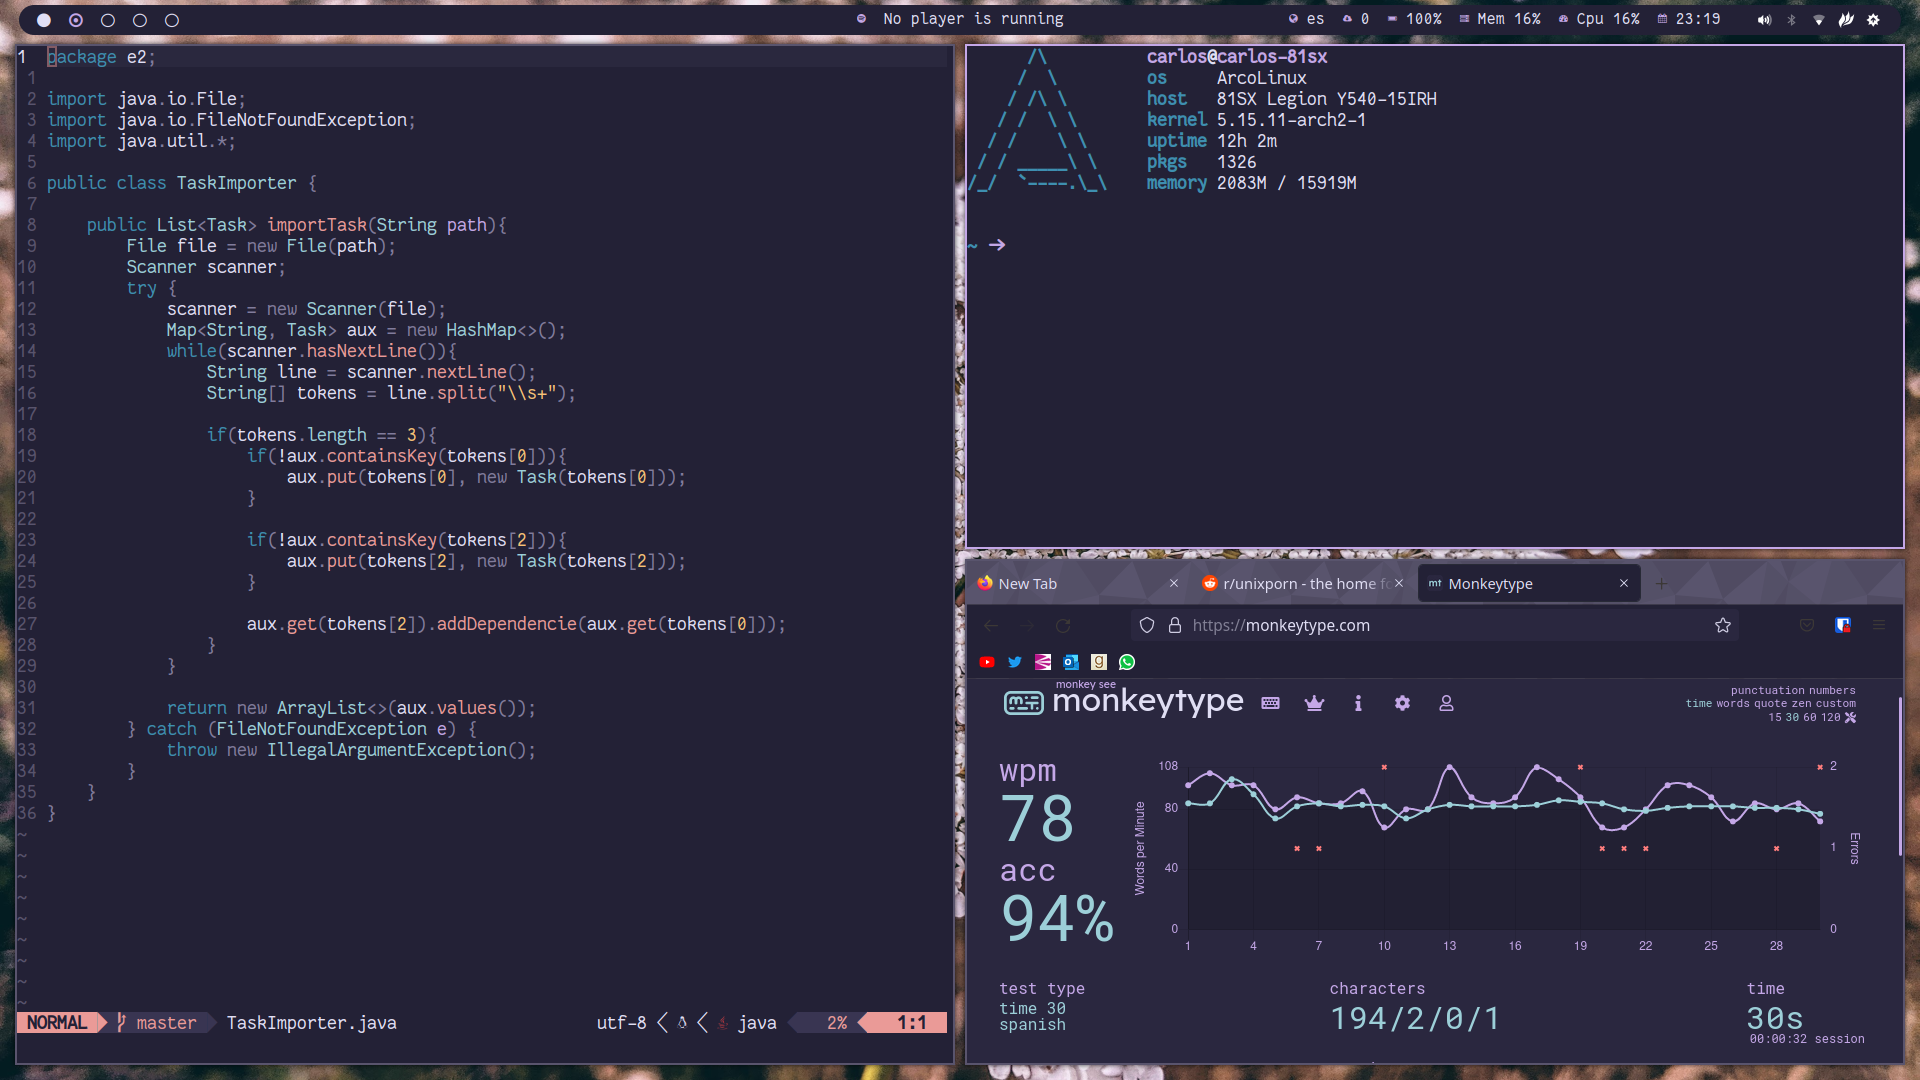 No player is running
es 0 100% Mem 16% Cpu 16% 23:19
1 package e2;
1
2 import java.io.File;
3 import java.io.FileNotFoundException;
4 import java.util.*;
5
6 public class TaskImporter {
7
8 public List<Task> importTask(String path){
9 File file = new File(path);
10 Scanner scanner;
11 try {
12 scanner = new Scanner(file);
13 Map<String, Task> aux = new HashMap<>();
14 while(scanner.hasNextLine()){
15 String line = scanner.nextLine();
16 String[] tokens = line.split("\\s+");
17
18 if(tokens.length == 3){
19 if(!aux.containsKey(tokens[0])){
20 aux.put(tokens[0], new Task(tokens[0]));
21 }
22
23 if(!aux.containsKey(tokens[2])){
24 aux.put(tokens[2], new Task(tokens[2]));
25 }
26
27 aux.get(tokens[2]).addDependencie(aux.get(tokens[0]));
28 }
29 }
30
31 return new ArrayList<>(aux.values());
32 } catch (FileNotFoundException e) {
33 throw new IllegalArgumentException();
34 }
35 }
36 }
~
~
~
~
~
~
~
~
~
NORMAL master TaskImporter.java utf-8 java 2% 1:1
/\
/ \
/ /\ \
/ / \ \
/ / \ \
/ / _____\ \
/_/ `----.\_\
carlos@carlos-81sx
os ArcoLinux
host 81SX Legion Y540-15IRH
kernel 5.15.11-arch2-1
uptime 12h 2m
pkgs 1326
memory 2083M / 15919M
~ →
New Tab
r/unixporn - the home fo
mt Monkeytype
https://monkeytype.com
monkey see
monkeytype
punctuation numbers
time words quote zen custom
15 30 60 120
wpm
78
acc
94%
Words per Minute
108
80
40
0
1 4 7 10 13 16 19 22 25 28
2
1
0
Errors
test type
time 30
spanish
characters
194/2/0/1
time
30s
00:00:32 session